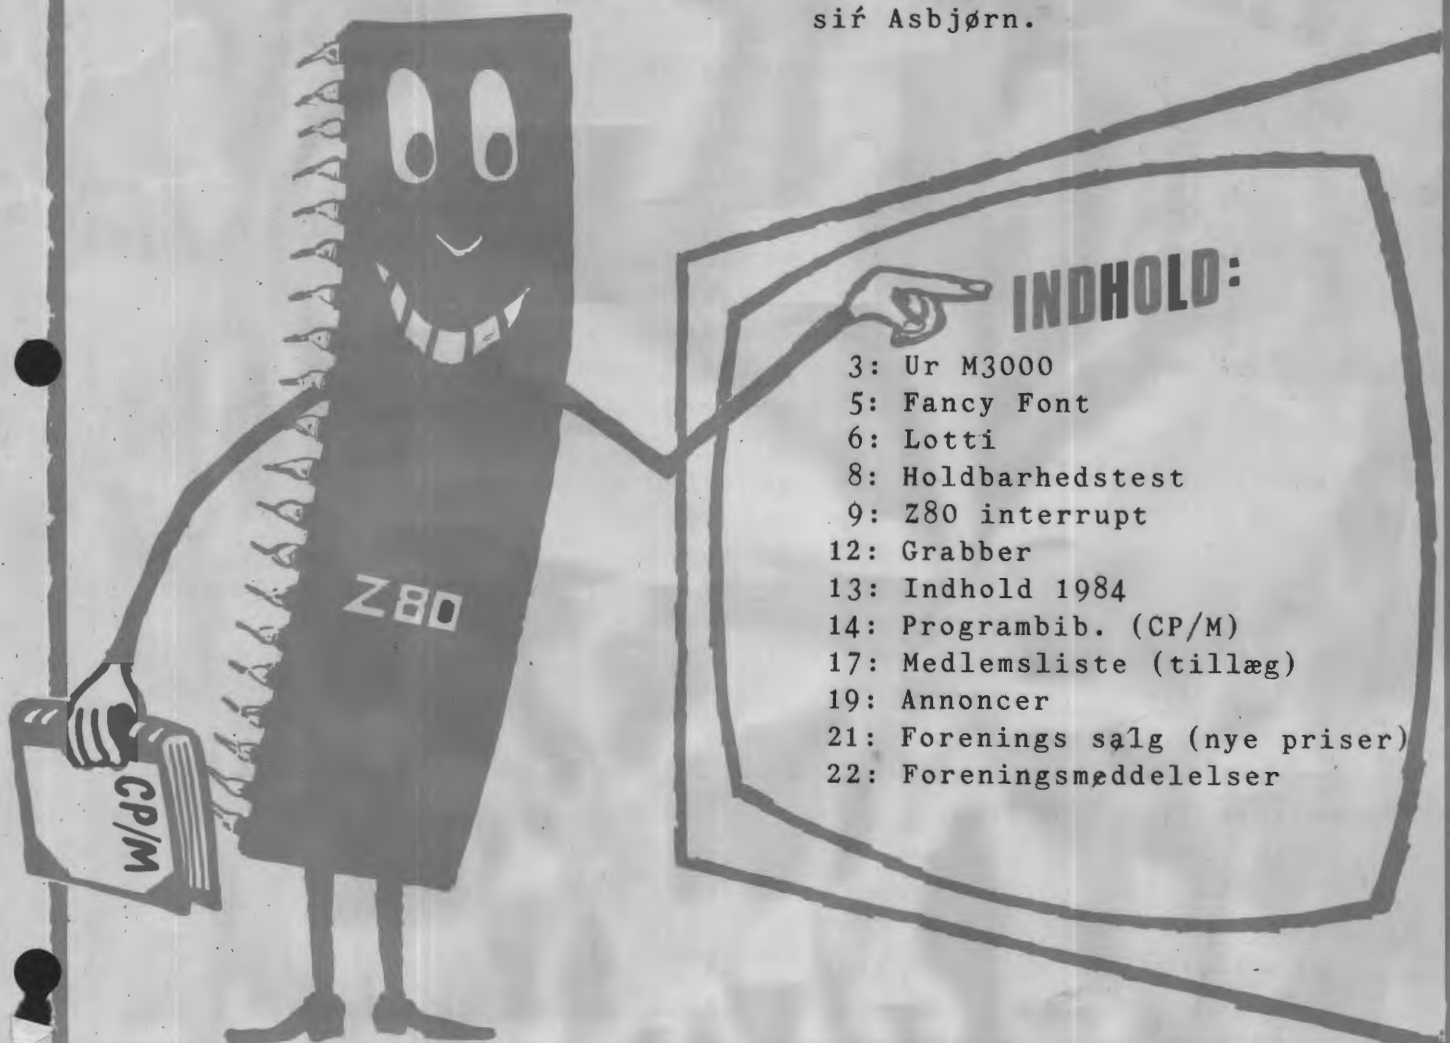 siŕ Asbjørn.
INDHOLD:
3: Ur M3000
5: Fancy Font
6: Lotti
8: Holdbarhedstest
9: Z80 interrupt
12: Grabber
13: Indhold 1984
14: Programbib. (CP/M)
17: Medlemsliste (tillæg)
19: Annoncer
21: Forenings salg (nye priser)
22: Foreningsmeddelelser
Z80
CP/M